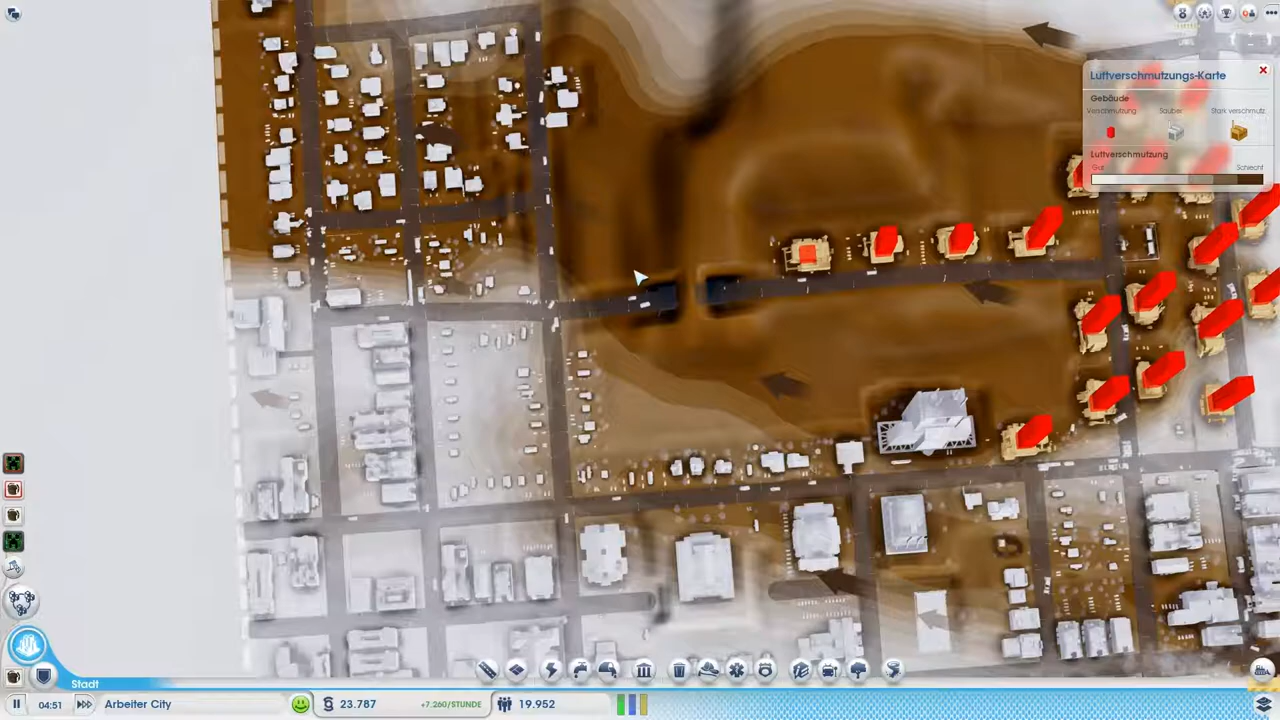 Luftverschmutzungs-Karte
Gebäude
Verschmutzung Sauber Stark verschmutz
Luftverschmutzung
Gut Schlecht
Stadt
04:51 Arbeiter City 23.787 +7.260/STUNDE 19.952